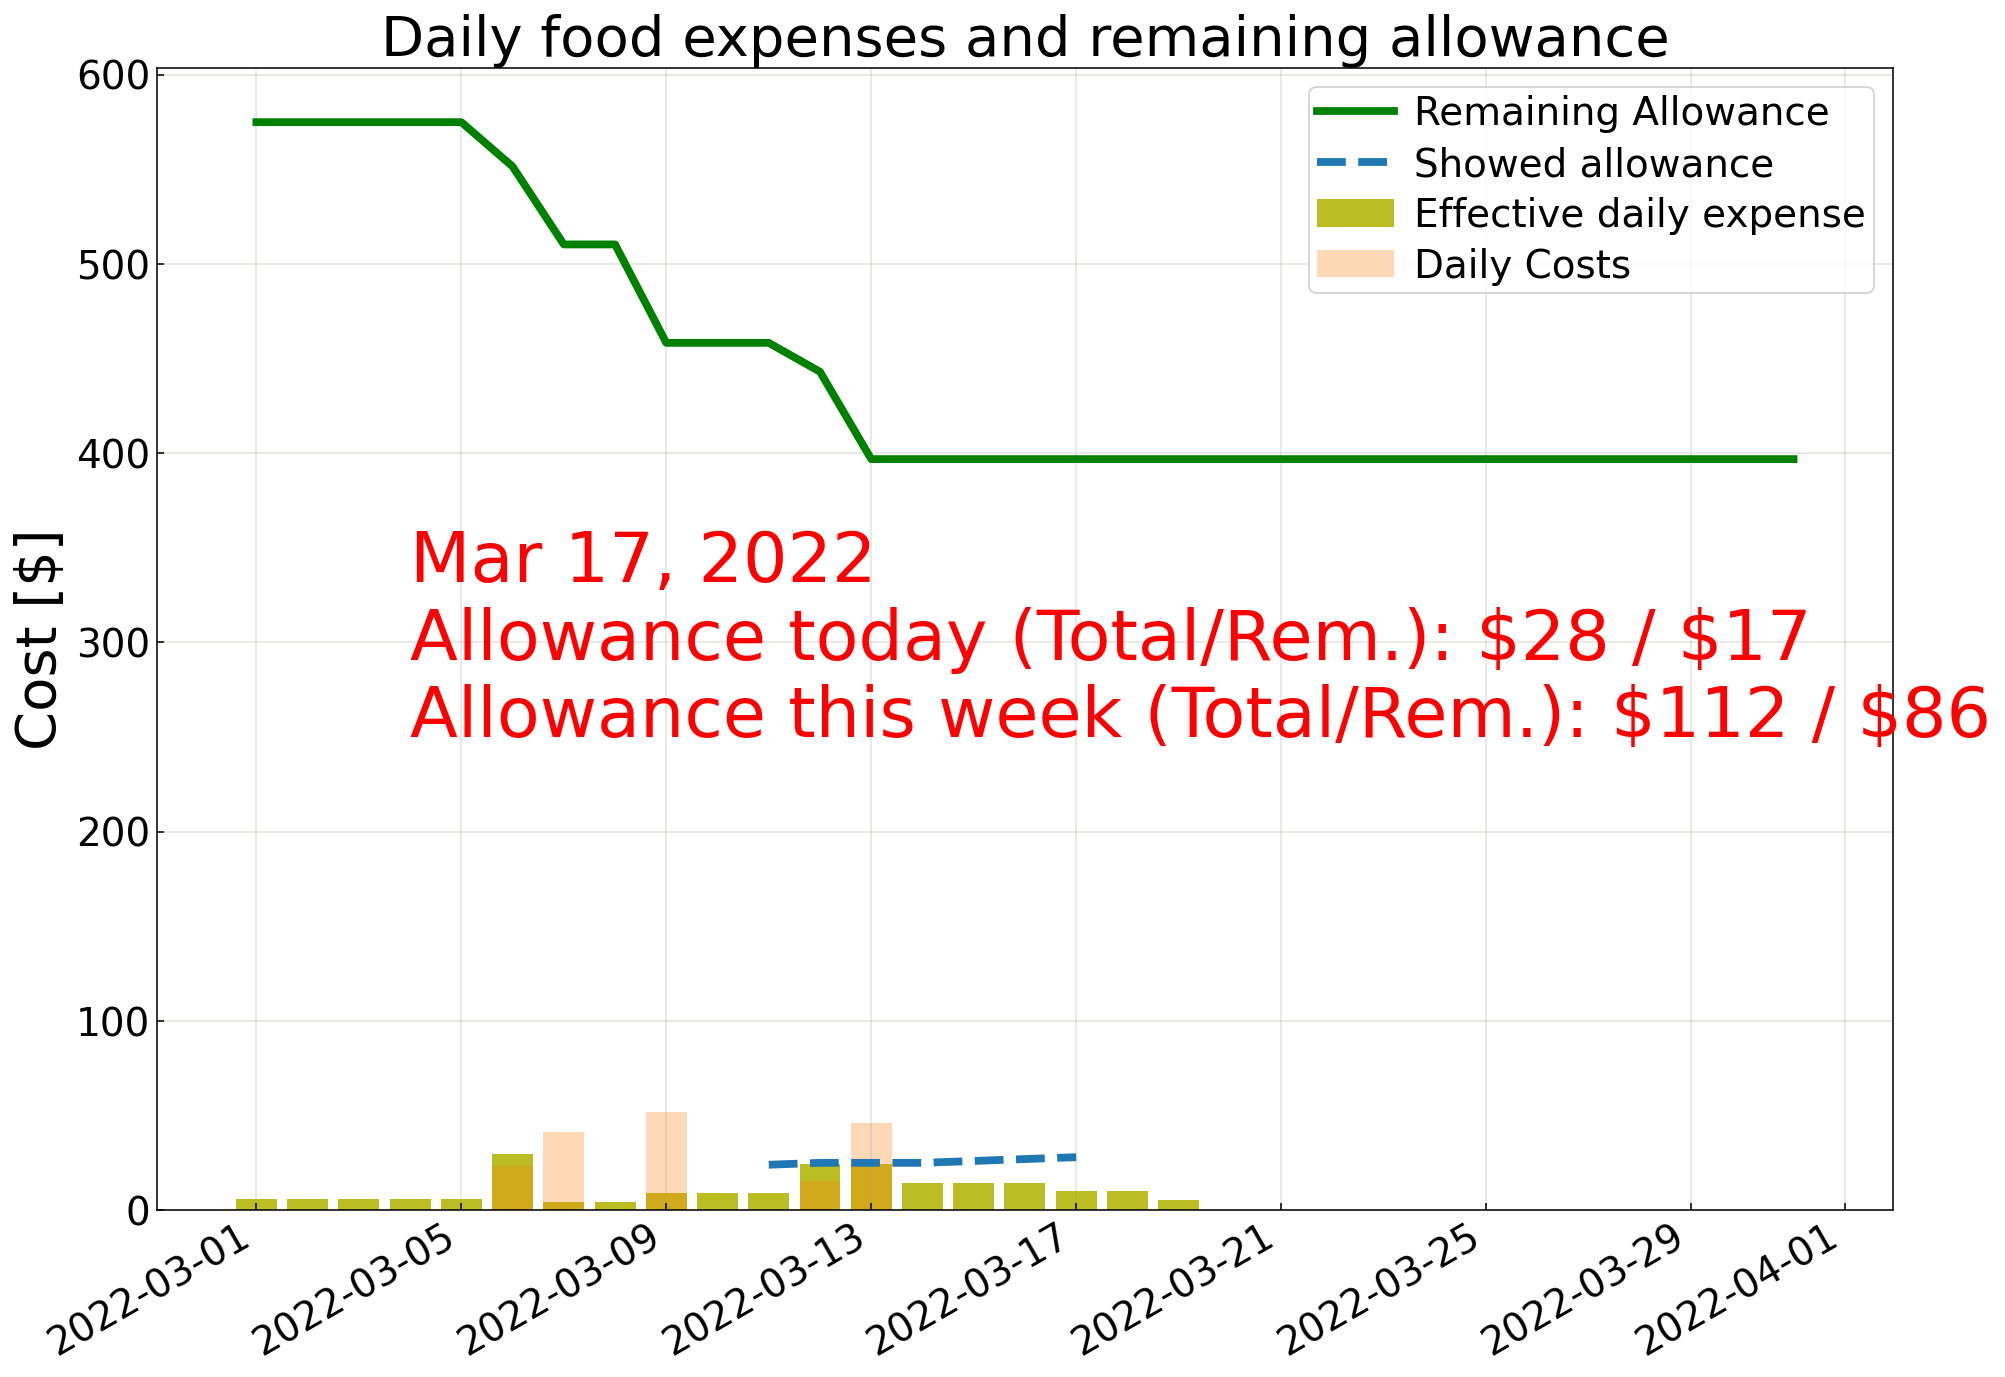 Daily food expenses and remaining allowance
600
500
400
300
200
100
0
Cost [$]
Remaining Allowance
Showed allowance
Effective daily expense
Daily Costs
Mar 17, 2022
Allowance today (Total/Rem.): $28 / $17
Allowance this week (Total/Rem.): $112 / $86
2022-03-01
2022-03-05
2022-03-09
2022-03-13
2022-03-17
2022-03-21
2022-03-25
2022-03-29
2022-04-01